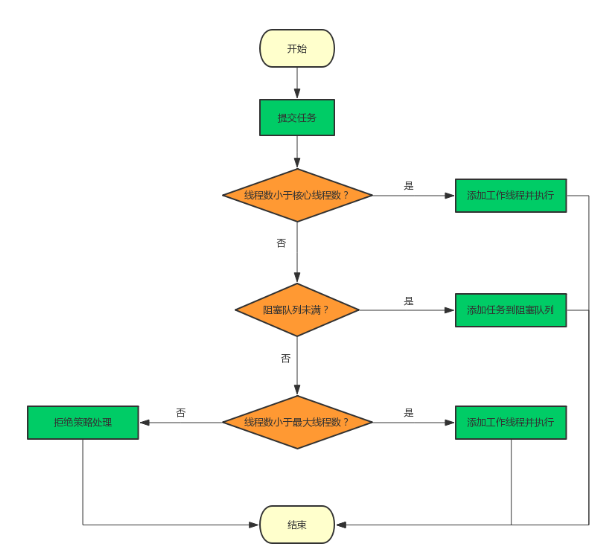 开始
提交任务
线程数小于核心线程数？
是
添加工作线程并执行
否
阻塞队列未满？
是
添加任务到阻塞队列
否
拒绝策略处理
否
线程数小于最大线程数？
是
添加工作线程并执行
结束